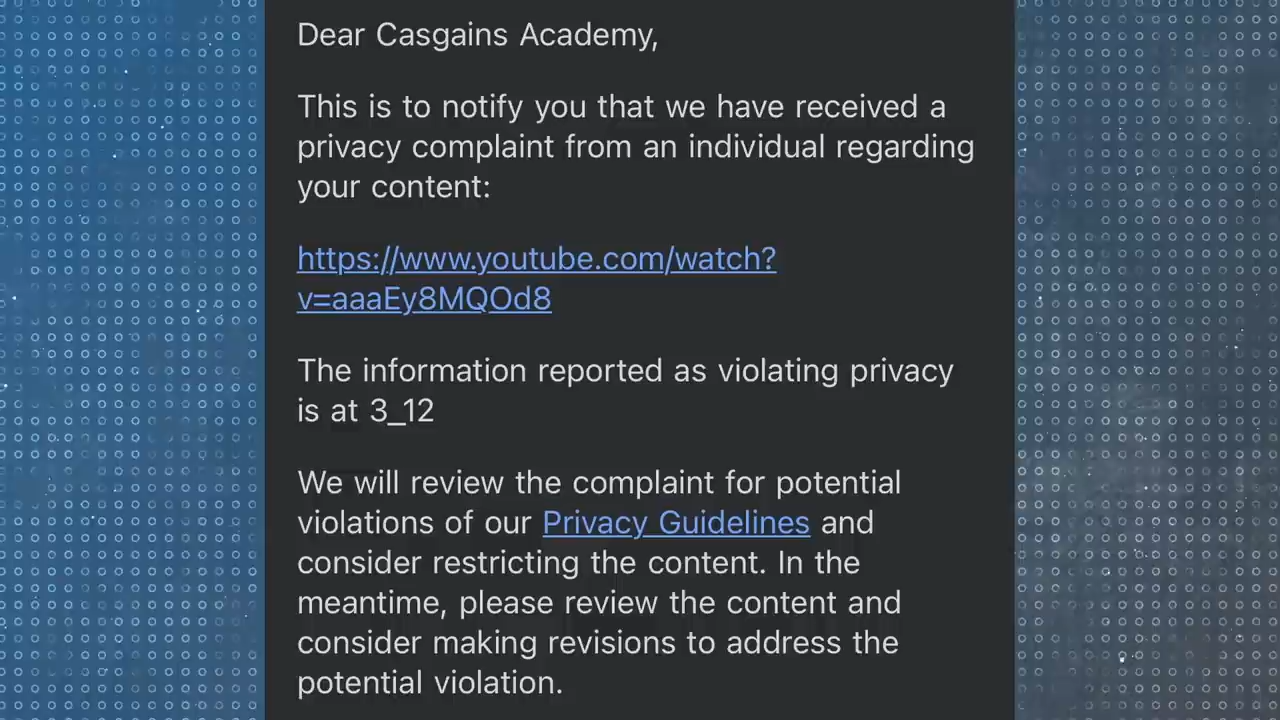 Dear Casgains Academy,
This is to notify you that we have received a
privacy complaint from an individual regarding
your content:
https://www.youtube.com/watch?
v=aaaEy8MQOd8
The information reported as violating privacy
is at 3_12
We will review the complaint for potential
violations of our Privacy Guidelines and
consider restricting the content. In the
meantime, please review the content and
consider making revisions to address the
potential violation.